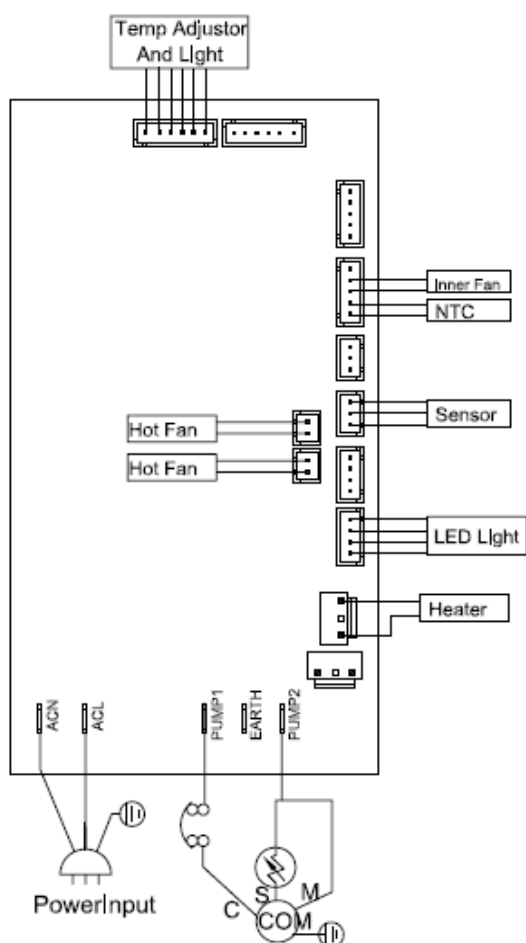 Temp Adjustor
And Light
Inner Fan
NTC
Sensor
Hot Fan
Hot Fan
LED Light
Heater
ACN
ACL
PUMP1
EARTH
PUMP2
PowerInput
C
S
M
COM